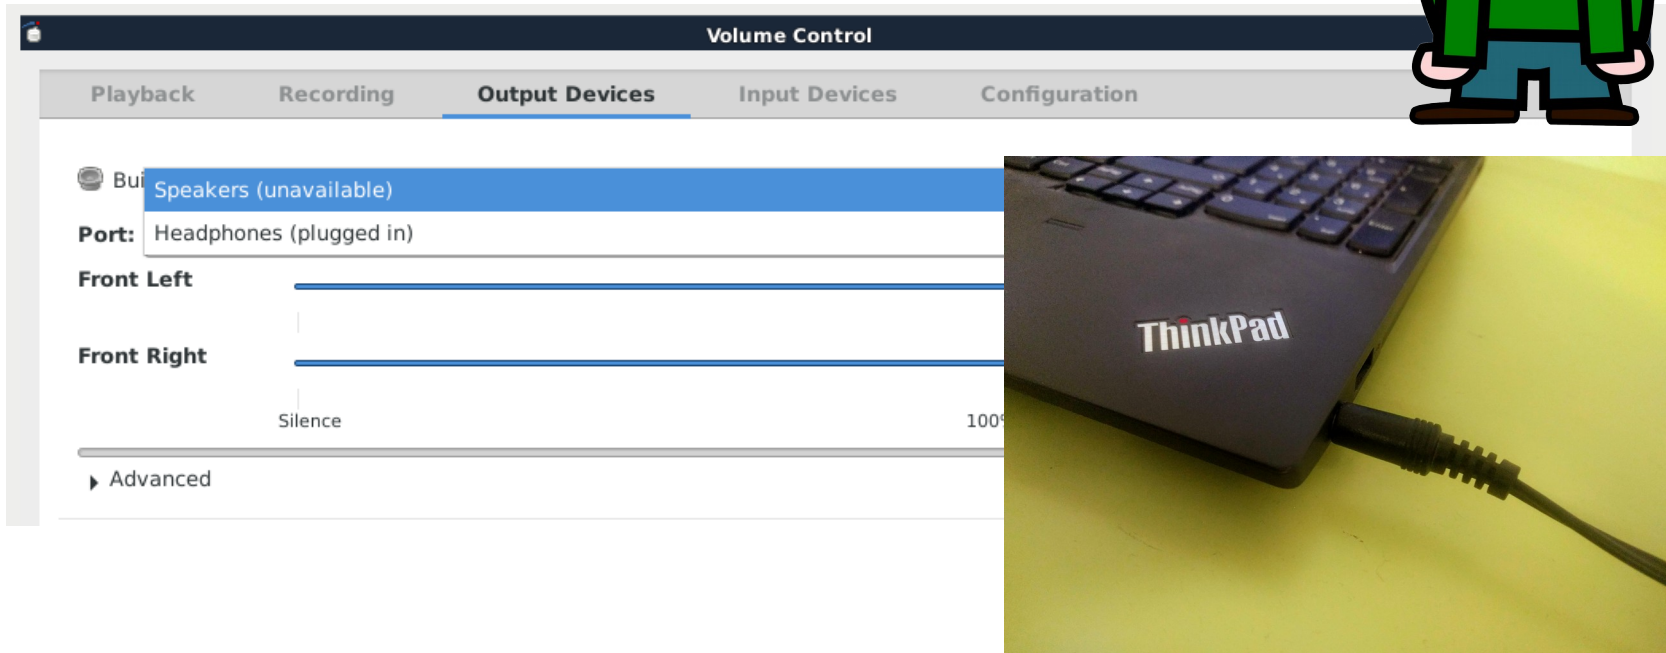 Volume Control
Playback Recording Output Devices Input Devices Configuration
Speakers (unavailable)
Port: Headphones (plugged in)
Front Left
Front Right
Silence
Advanced
ThinkPad